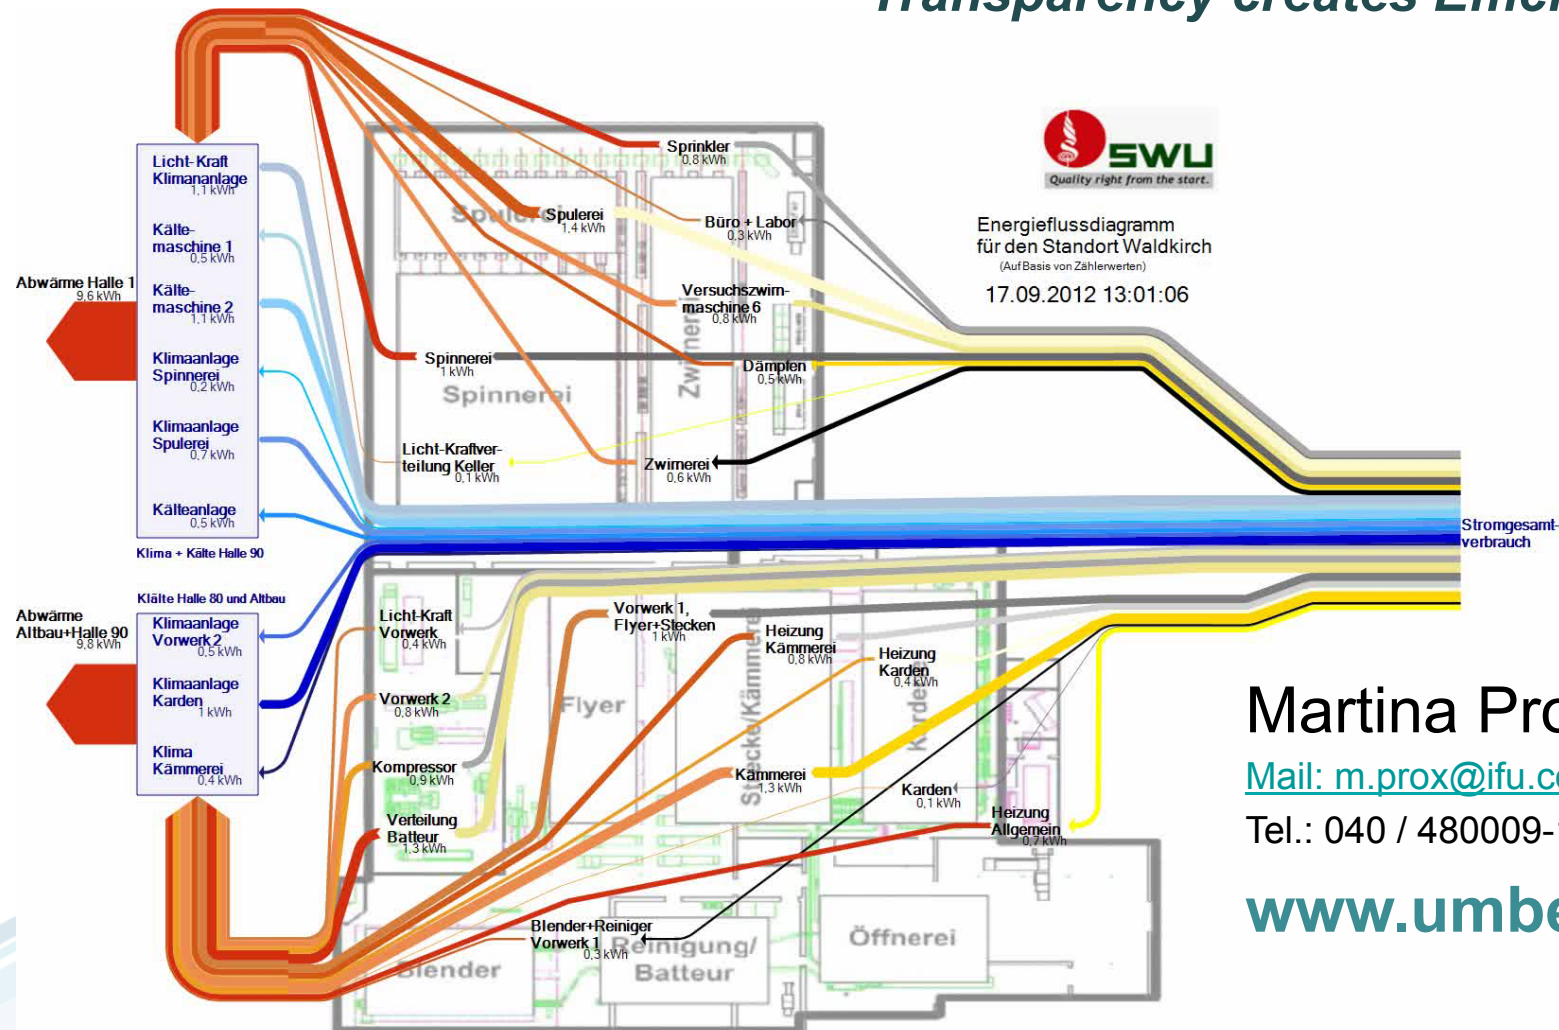 Transparency creates
SWU
Quality right from the start.
Energieflussdiagramm
für den Standort Waldkirch
(Auf Basis von Zählerwerten)
17.09.2012 13:01:06
Licht-Kraft
Klimananlage
1,1 kWh
Kälte-
maschine 1
0,5 kWh
Kälte-
maschine 2
1,1 kWh
Klimaanlage
Spinnerei
0,2 kWh
Klimaanlage
Spulerei
0,7 kWh
Kälteanlage
0,5 kWh
Klima + Kälte Halle 90
Abwärme Halle 1
9,6 kWh
Klälte Halle 80 und Altbau
Klimaanlage
Vorwerk 2
0,5 kWh
Klimaanlage
Karden
1 kWh
Klima
Kämmerei
0,4 kWh
Abwärme
Altbau+Halle 90
9,8 kWh
Sprinkler
0,8 kWh
Spulerei
Spulerei
1,4 kWh
Büro + Labor
0,3 kWh
Versuchszwirn-
maschine 6
0,8 kWh
Zwirnerei
Spinnerei
1 kWh
Spinnerei
Dämpfen
0,5 kWh
Licht-Kraftver-
teilung Keller
0,1 kWh
Zwirnerei
0,6 kWh
Stromgesamt-
verbrauch
Licht-Kraft
Vorwerk
0,4 kWh
Vorwerk 1,
Flyer+Stecken
1 kWh
Heizung
Kämmerei
0,8 kWh
Heizung
Karden
0,4 kWh
Vorwerk 2
0,8 kWh
Flyer
Strecke/Kämmerei
Karderie
Kompressor
0,9 kWh
Kämmerei
1,3 kWh
Karden
0,1 kWh
Verteilung
Batteur
1,3 kWh
Heizung
Allgemein
0,7 kWh
Blender+Reiniger
Vorwerk 1
0,3 kWh
Blender
Reinigung/
Batteur
Öffnerei
Martina
Mail: m.prox@ifu.co
Tel.: 040 / 480009-
www.umbe